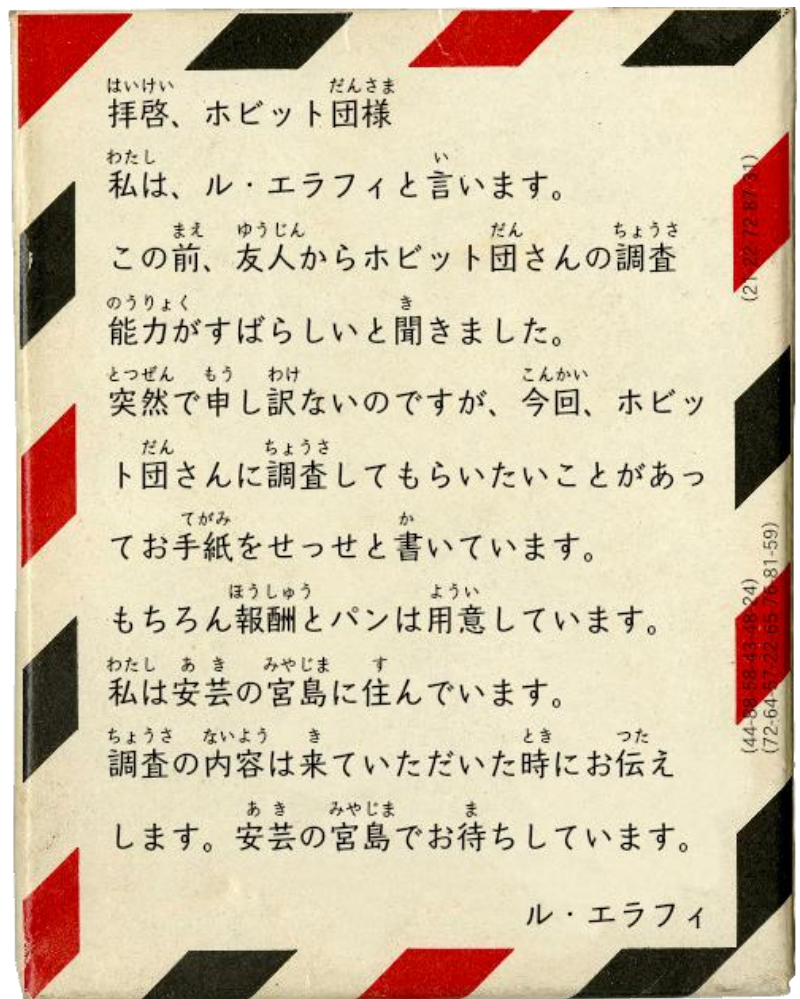 拝啓、ホビット団様
私は、ル・エラフィと言います。
この前、友人からホビット団さんの調査
能力がすばらしいと聞きました。
突然で申し訳ないのですが、今回、ホビッ
ト団さんに調査してもらいたいことがあっ
てお手紙をせっせと書いています。
もちろん報酬とパンは用意しています。
私は安芸の宮島に住んでいます。
調査の内容は来ていただいた時にお伝え
します。安芸の宮島でお待ちしています。
ル・エラフィ
(21-22-72-87-31)